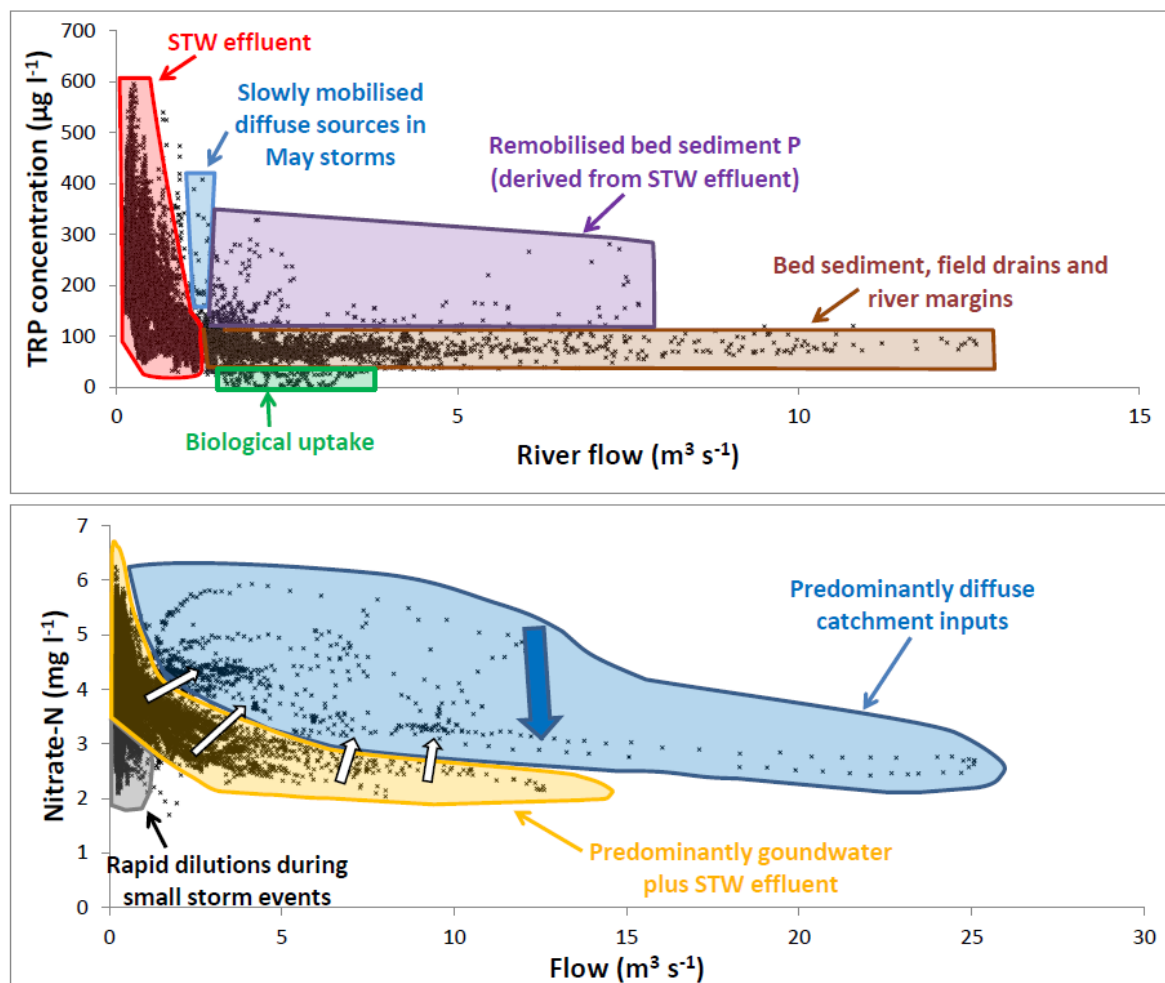 700
STW effluent
600
Slowly mobilised
diffuse sources in
May storms
500
Remobilised bed sediment P
(derived from STW effluent)
400
300
Bed sediment, field drains and
river margins
200
100
0
TRP concentration (µg l⁻¹)
0 5 10 15
Biological uptake
River flow (m³ s⁻¹)
7
6
5
4
3
2
1
0
Nitrate-N (mg l⁻¹)
Predominantly diffuse
catchment inputs
Rapid dilutions during
small storm events
Predominantly goundwater
plus STW effluent
0 5 10 15 20 25 30
Flow (m³ s⁻¹)